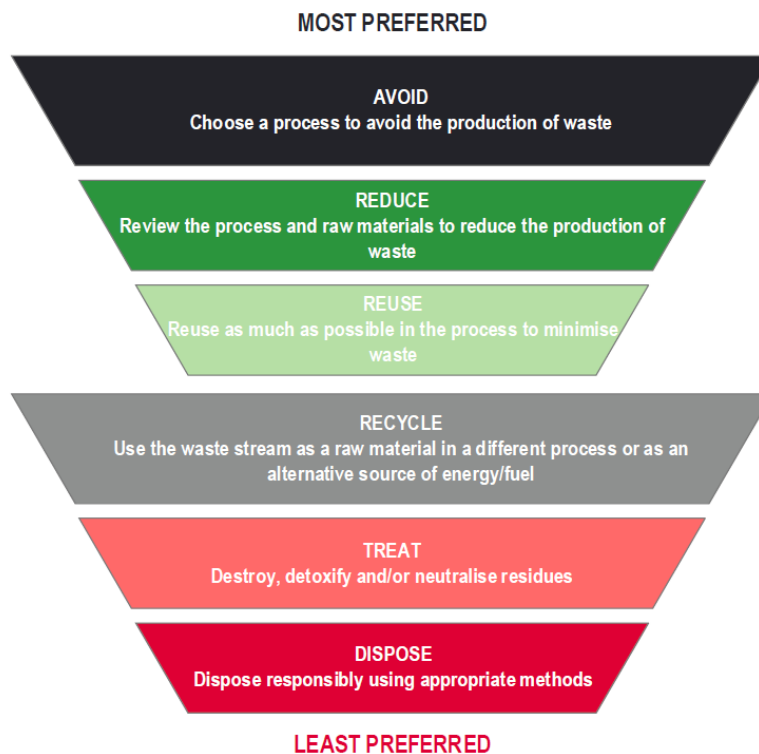 MOST PREFERRED
AVOID
Choose a process to avoid the production of waste
REDUCE
Review the process and raw materials to reduce the production of
waste
REUSE
Reuse as much as possible in the process to minimise
waste
RECYCLE
Use the waste stream as a raw material in a different process or as an
alternative source of energy/fuel
TREAT
Destroy, detoxify and/or neutralise residues
DISPOSE
Dispose responsibly using appropriate methods
LEAST PREFERRED